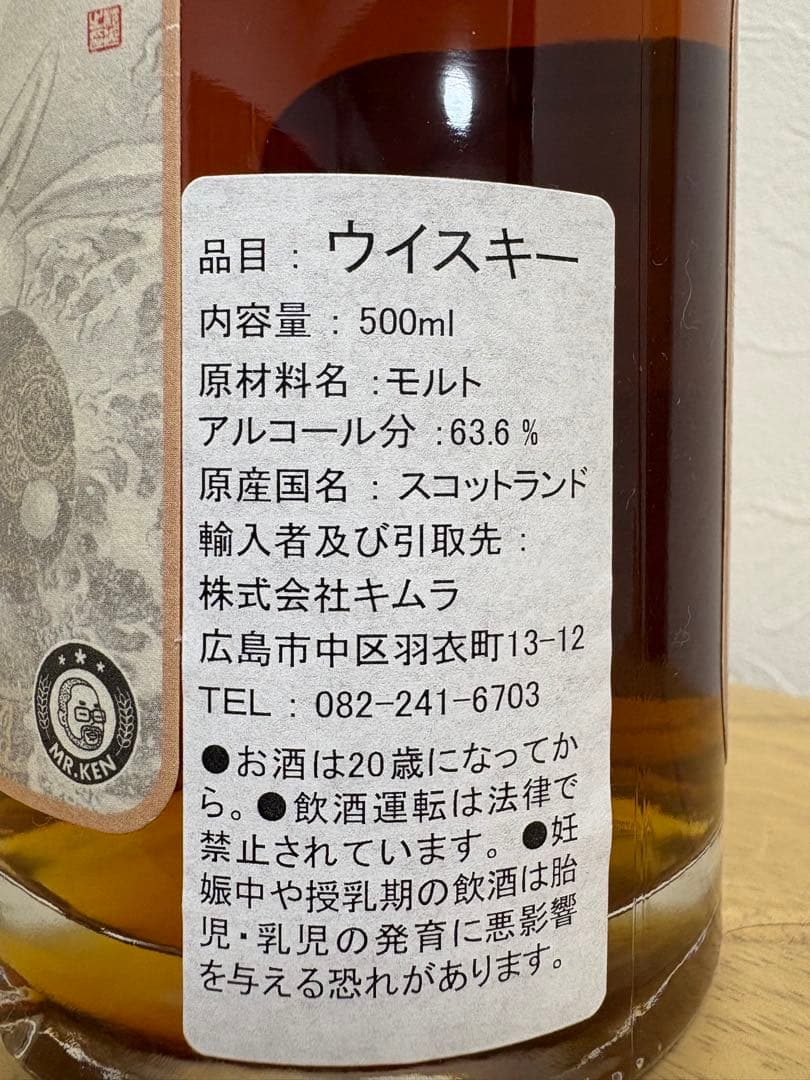 品目 : ウイスキー
内容量 : 500ml
原材料名 :モルト
アルコール分 :63.6 %
原産国名 : スコットランド
輸入者及び引取先 :
株式会社キムラ
広島市中区羽衣町13-12
TEL : 082-241-6703
●お酒は20歳になってか
ら。●飲酒運転は法律で
禁止されています。●妊
娠中や授乳期の飲酒は胎
児・乳児の発育に悪影響
を与える恐れがあります。
MR.KEN